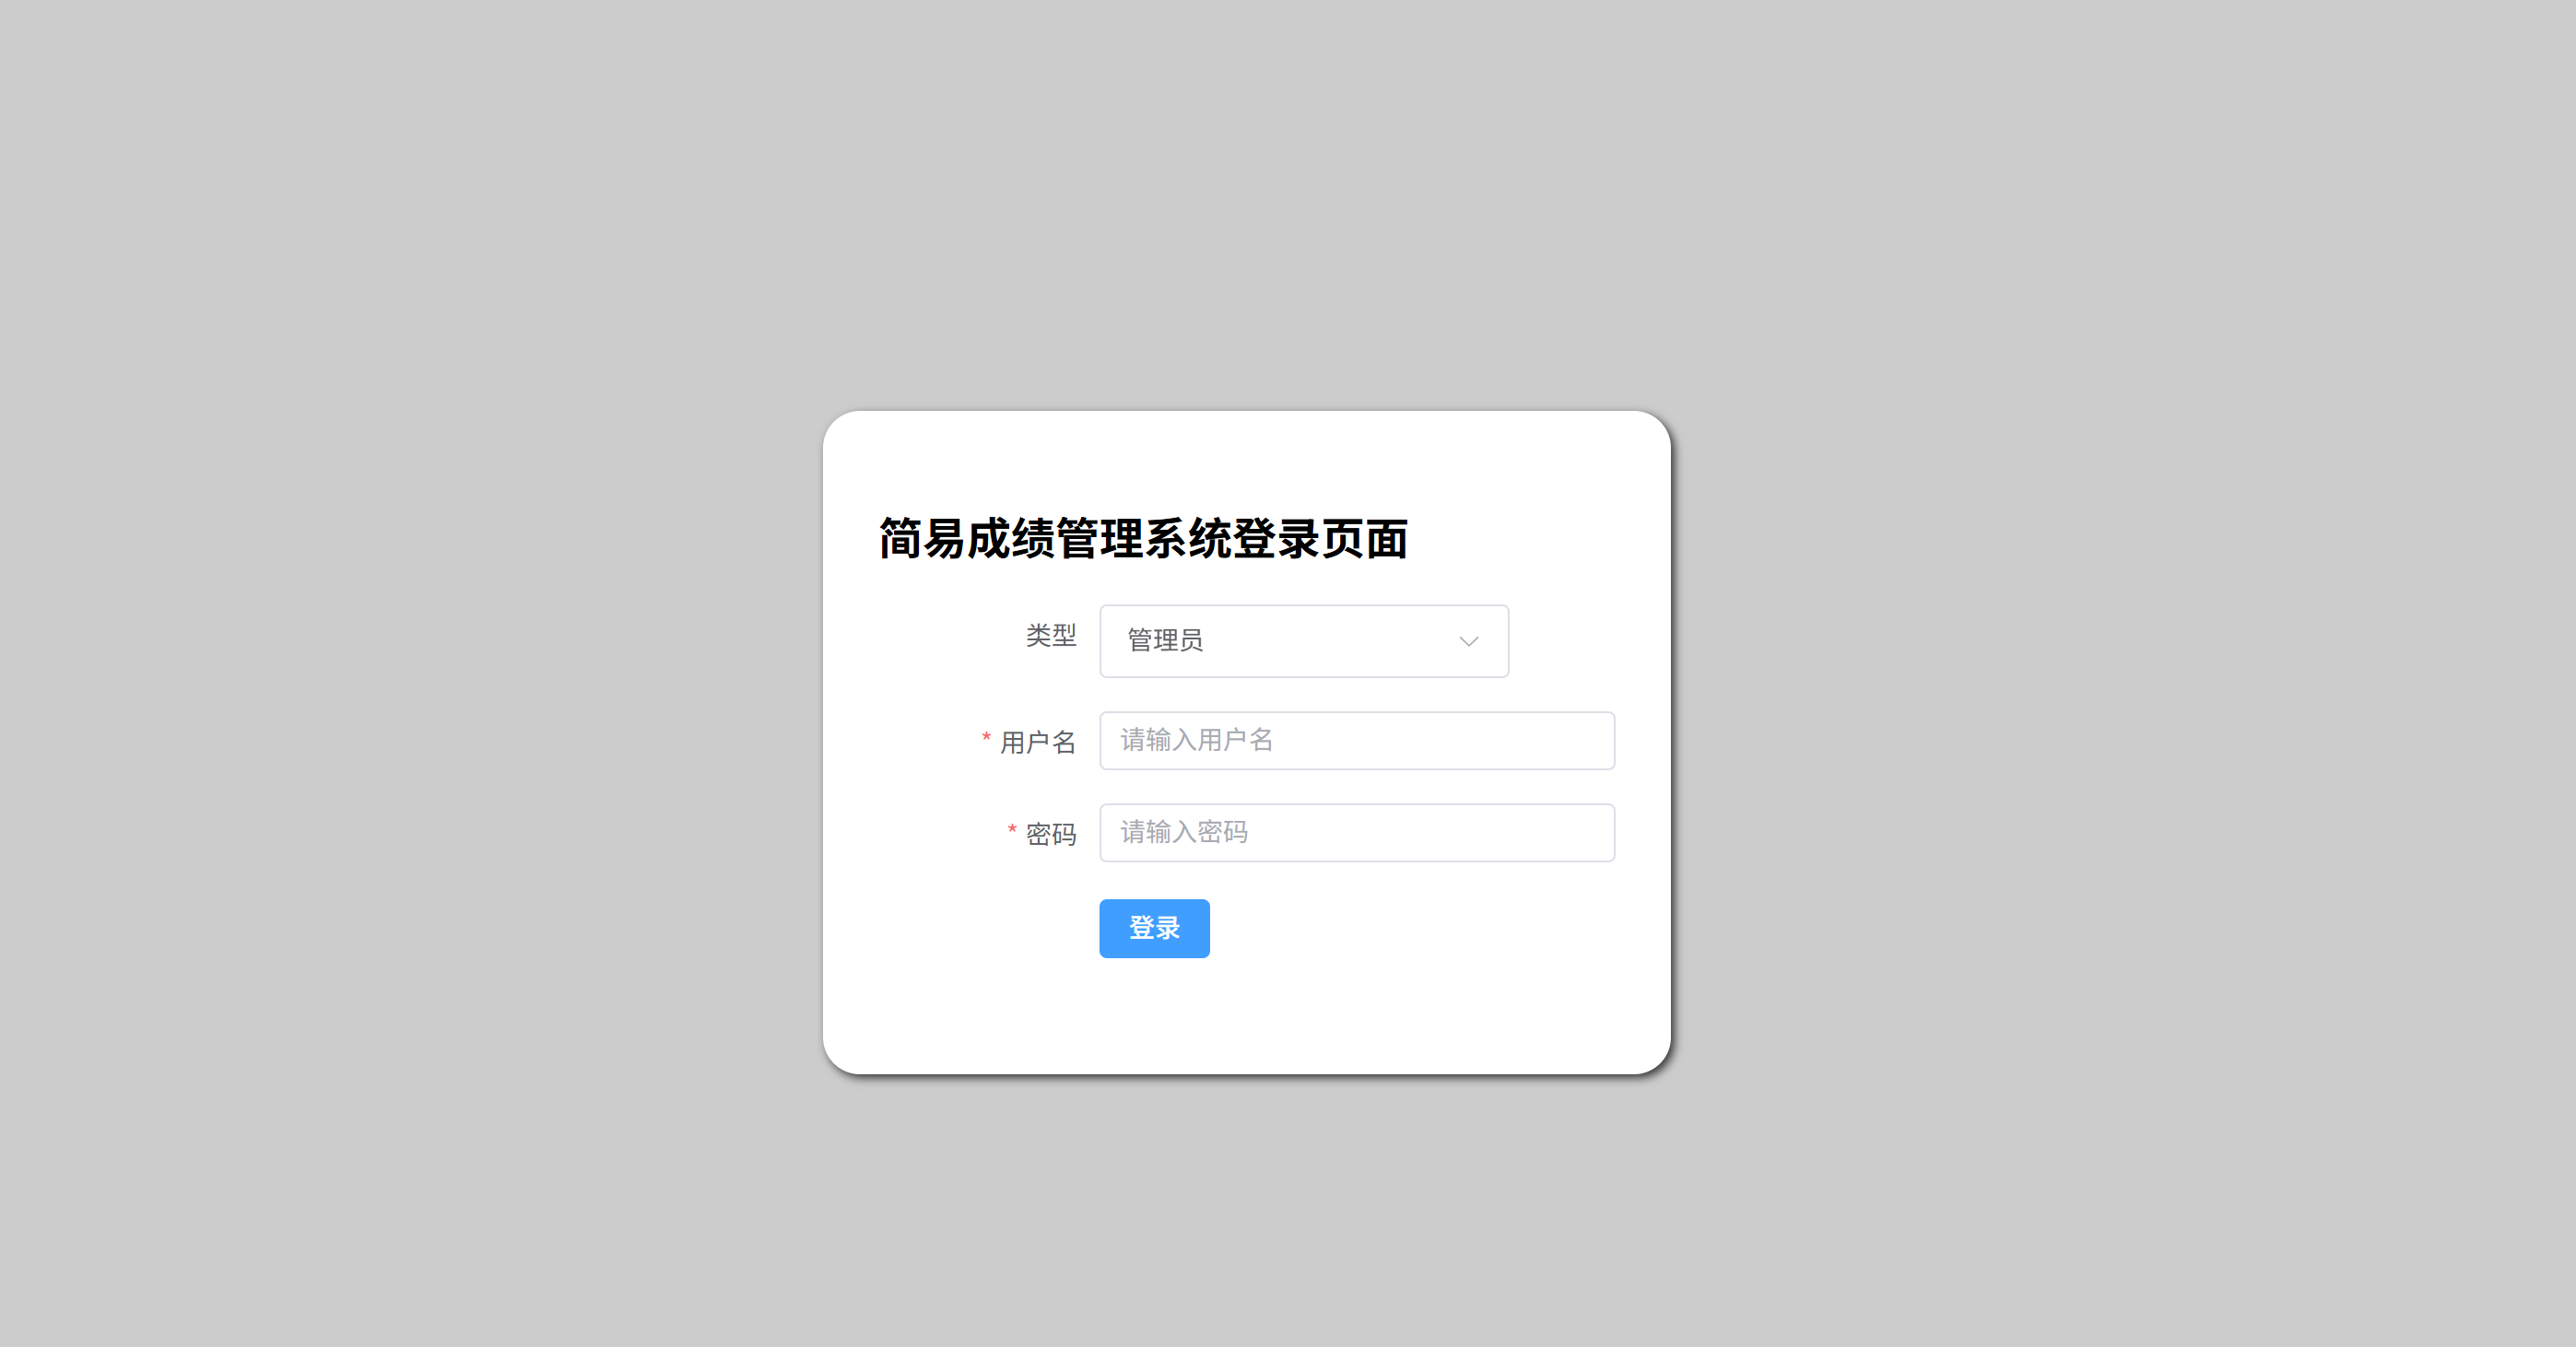 简易成绩管理系统登录页面
类型 管理员
* 用户名 请输入用户名
* 密码 请输入密码
登录